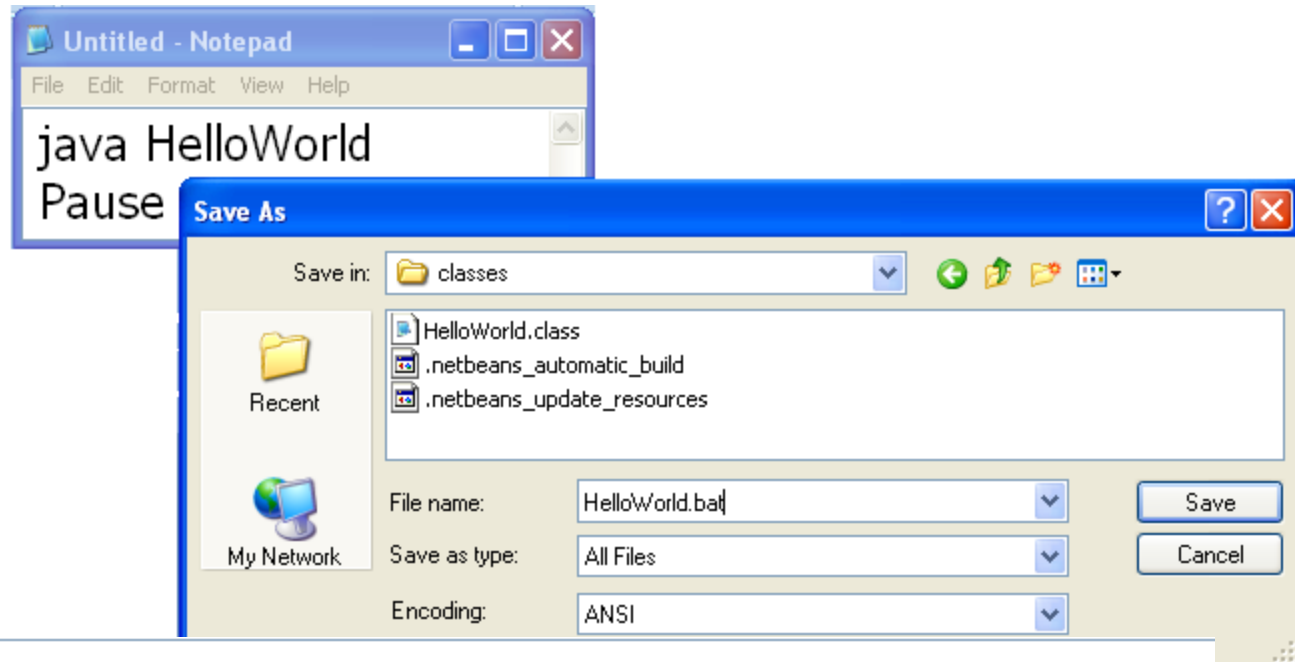 Untitled - Notepad
File Edit Format View Help
java HelloWorld
Pause
Save As
Save in: classes
HelloWorld.class
.netbeans_automatic_build
.netbeans_update_resources
Recent
My Network
File name: HelloWorld.bat Save
Save as type: All Files Cancel
Encoding: ANSI